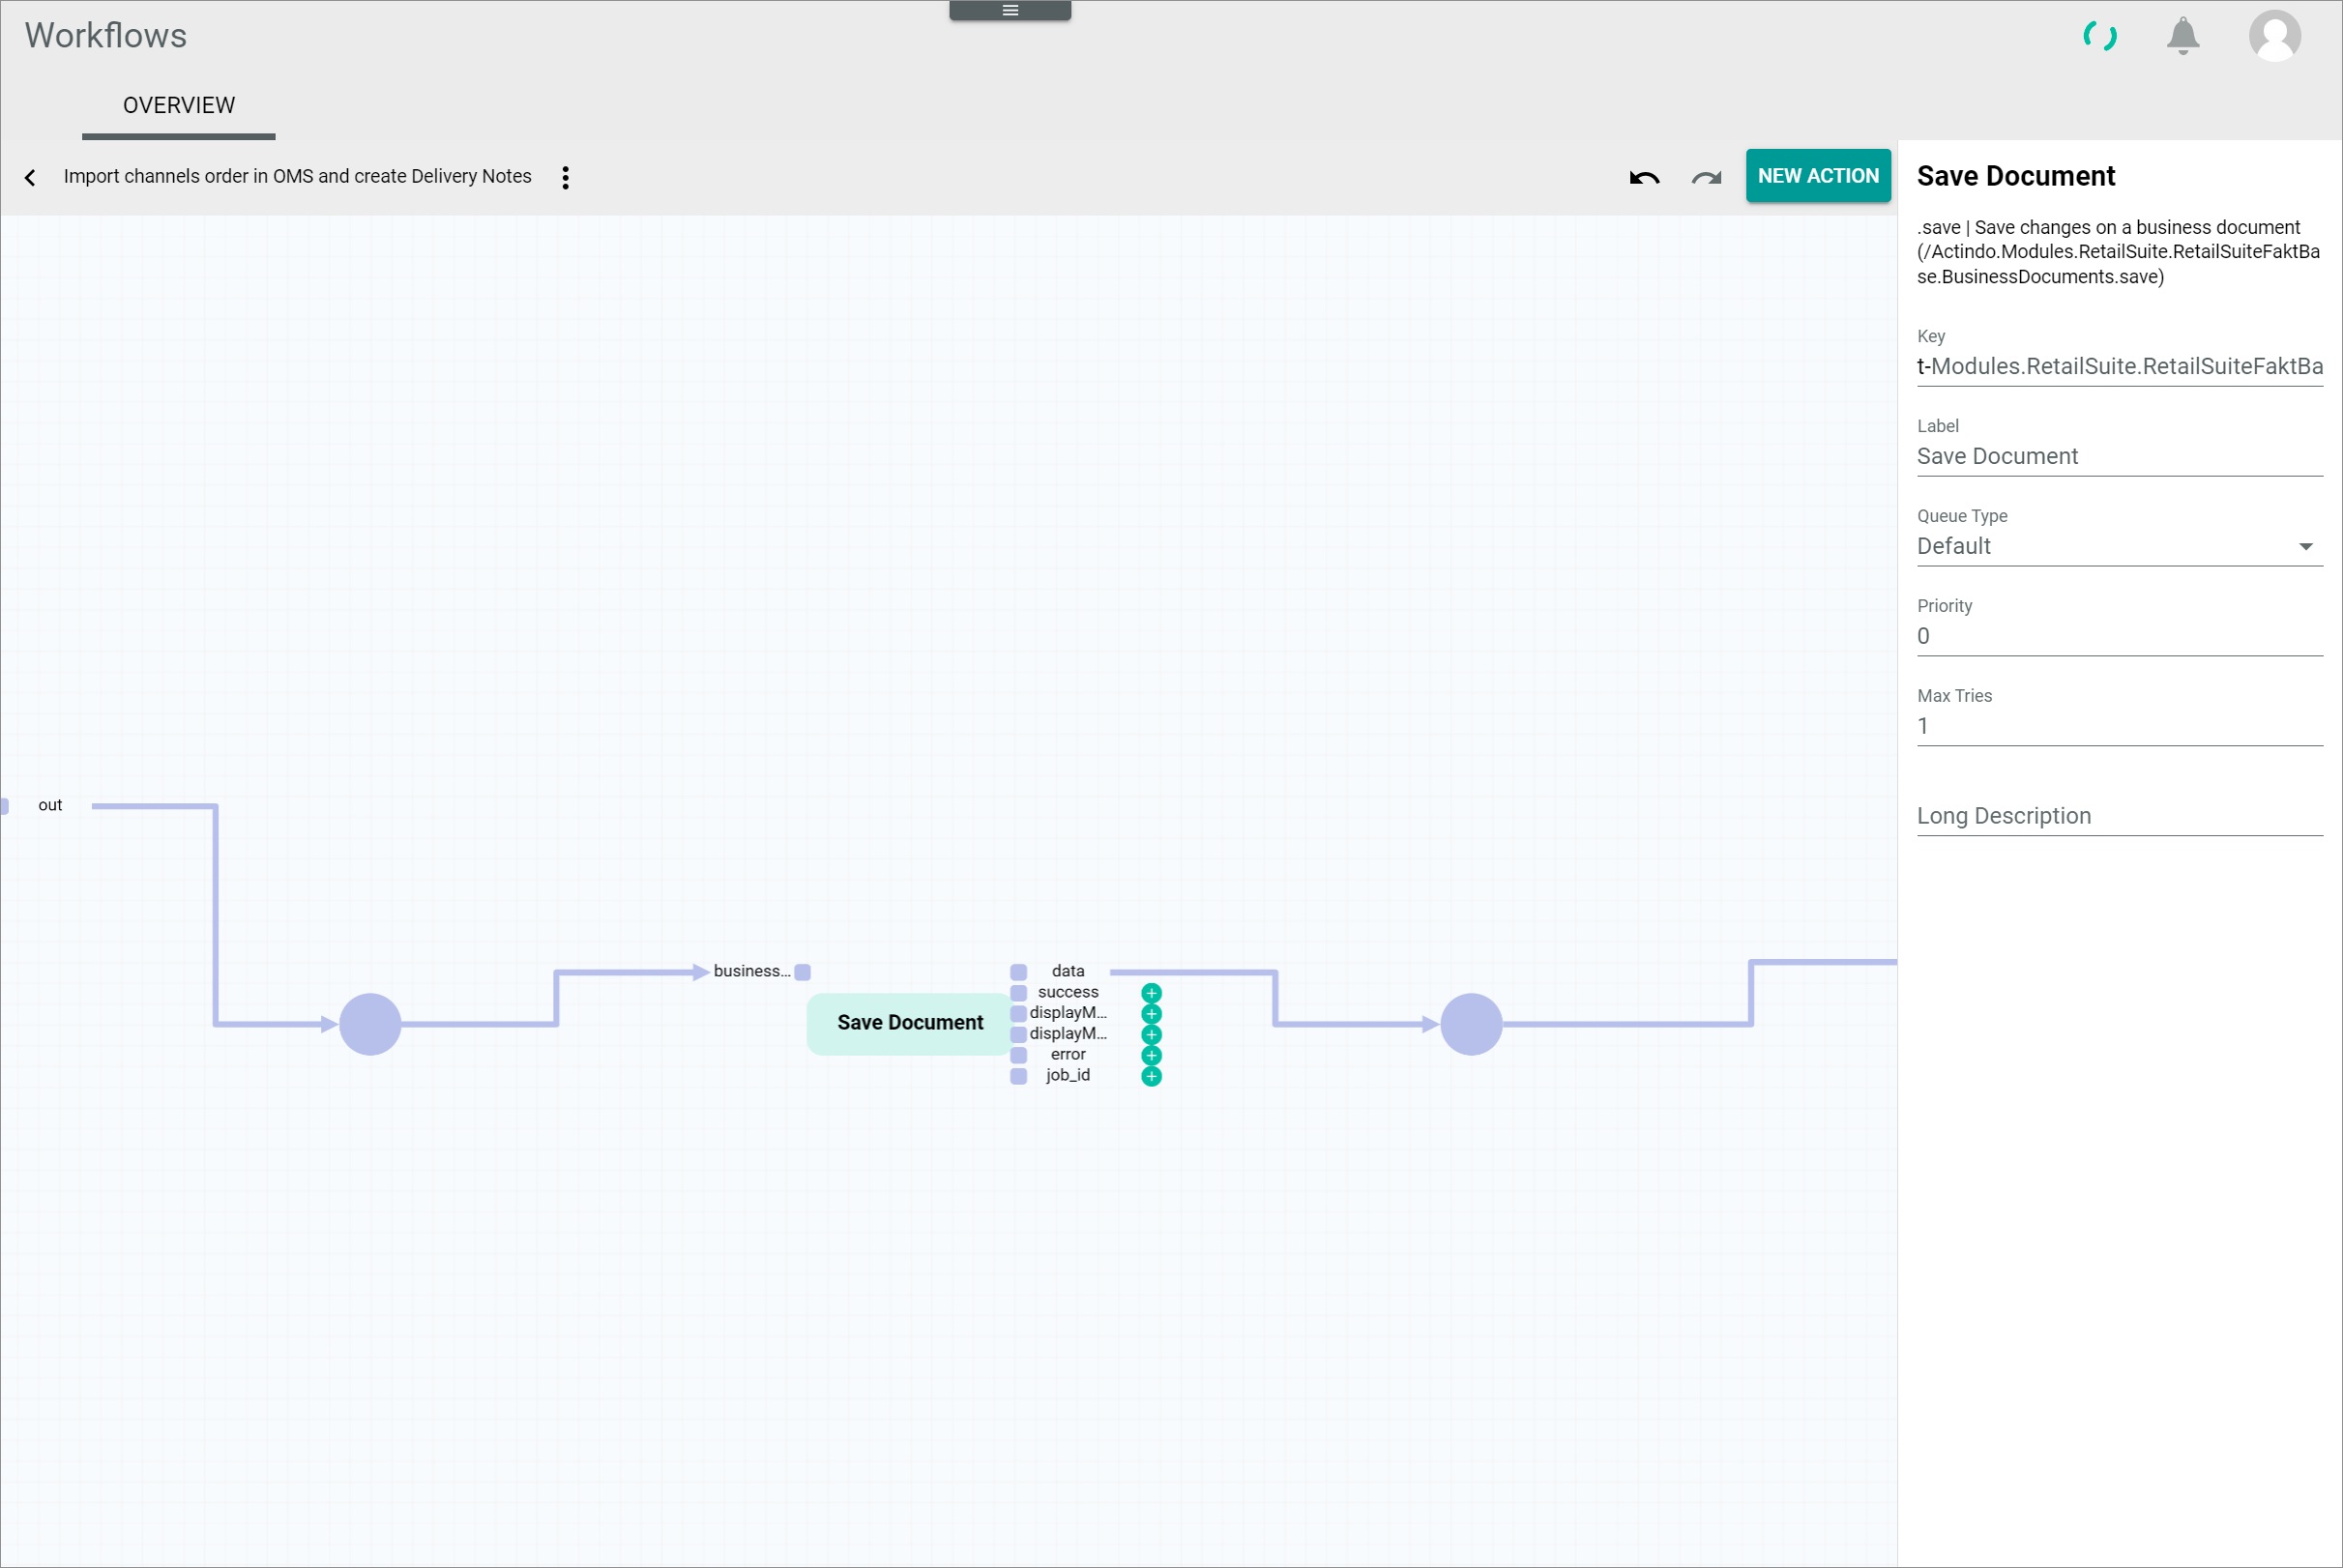 Workflows
OVERVIEW
Import channels order in OMS and create Delivery Notes
NEW ACTION
Save Document
.save | Save changes on a business document
(/Actindo.Modules.RetailSuite.RetailSuiteFaktBa
se.BusinessDocuments.save)
Key
t-Modules.RetailSuite.RetailSuiteFaktBa
Label
Save Document
Queue Type
Default
Priority
0
Max Tries
1
Long Description
out
business...
Save Document
data
success
displayM...
displayM...
error
job_id